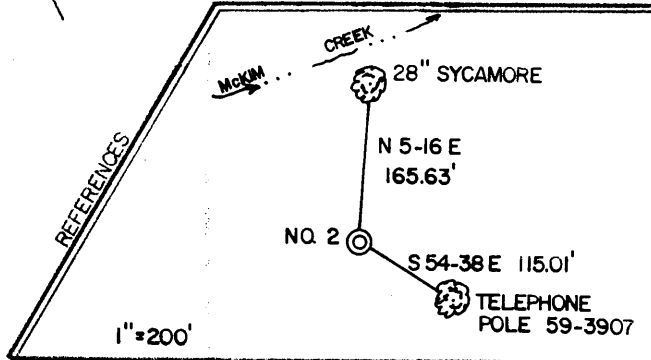 McKIM ... CREEK ...
28" SYCAMORE
REFERENCES
N 5-16 E
165.63'
NO. 2
S 54-38 E 115.01'
TELEPHONE
POLE 59-3907
1"=200'